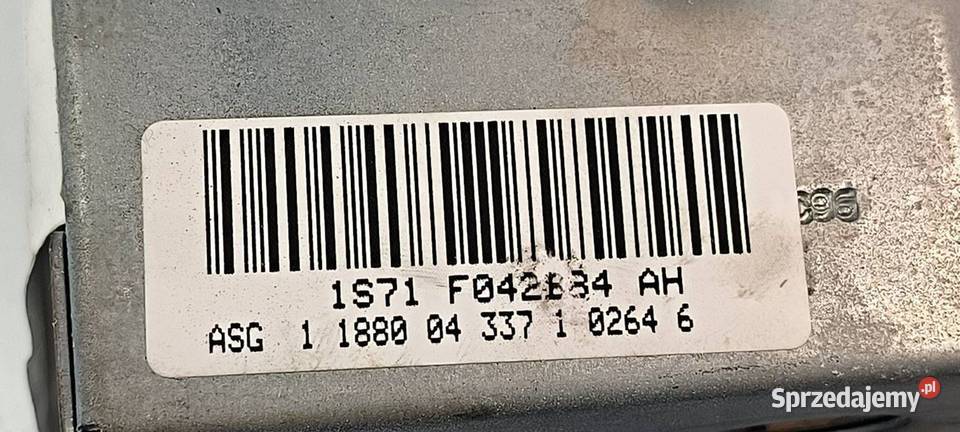 1S71 F042B84 AH
ASG 1 1880 04 337 1 0264 6
Sprzedajemy.pl